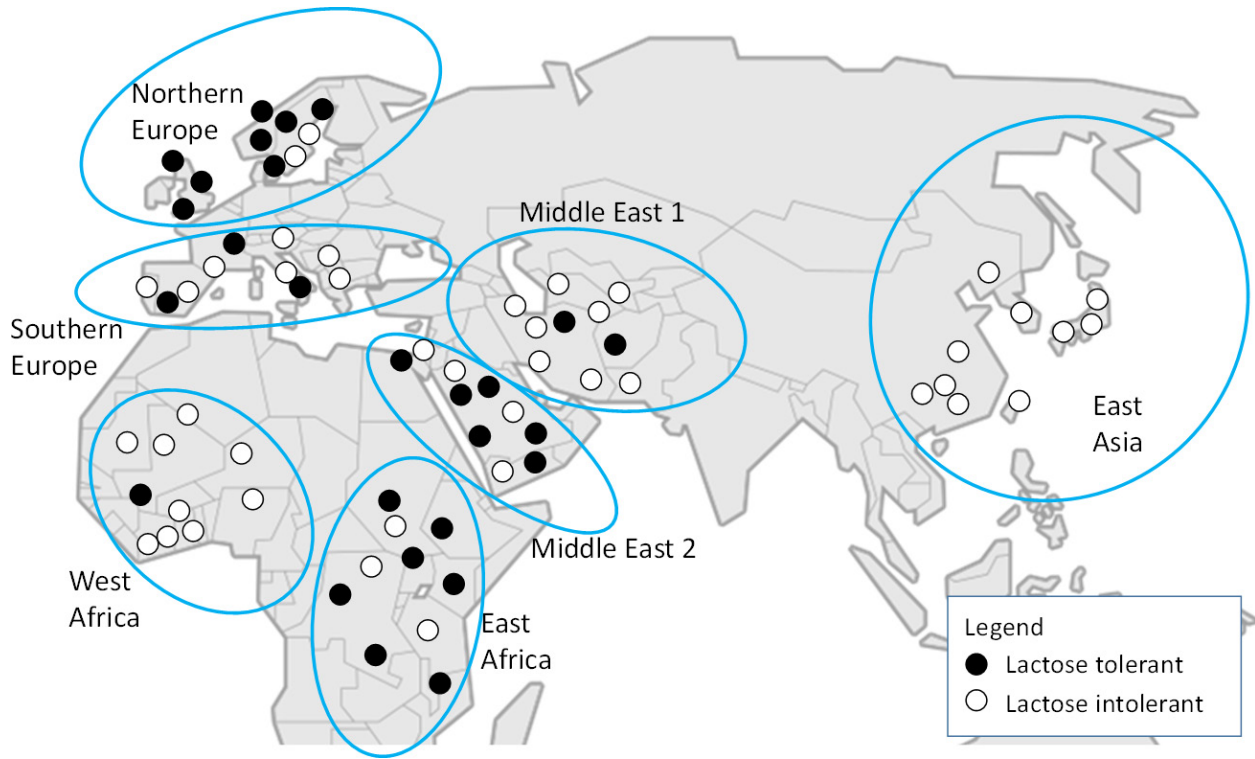 Northern
Europe
Middle East 1
Southern
Europe
East
Asia
Middle East 2
West
Africa
East
Africa
Legend
Lactose tolerant
Lactose intolerant